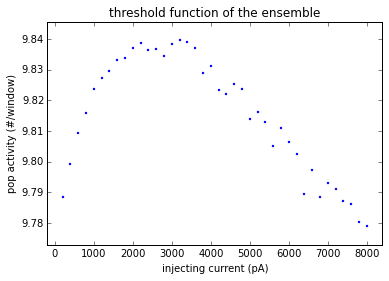 threshold function of the ensemble
pop activity (#/window)
9.84
9.83
9.82
9.81
9.80
9.79
9.78
0 1000 2000 3000 4000 5000 6000 7000 8000
injecting current (pA)